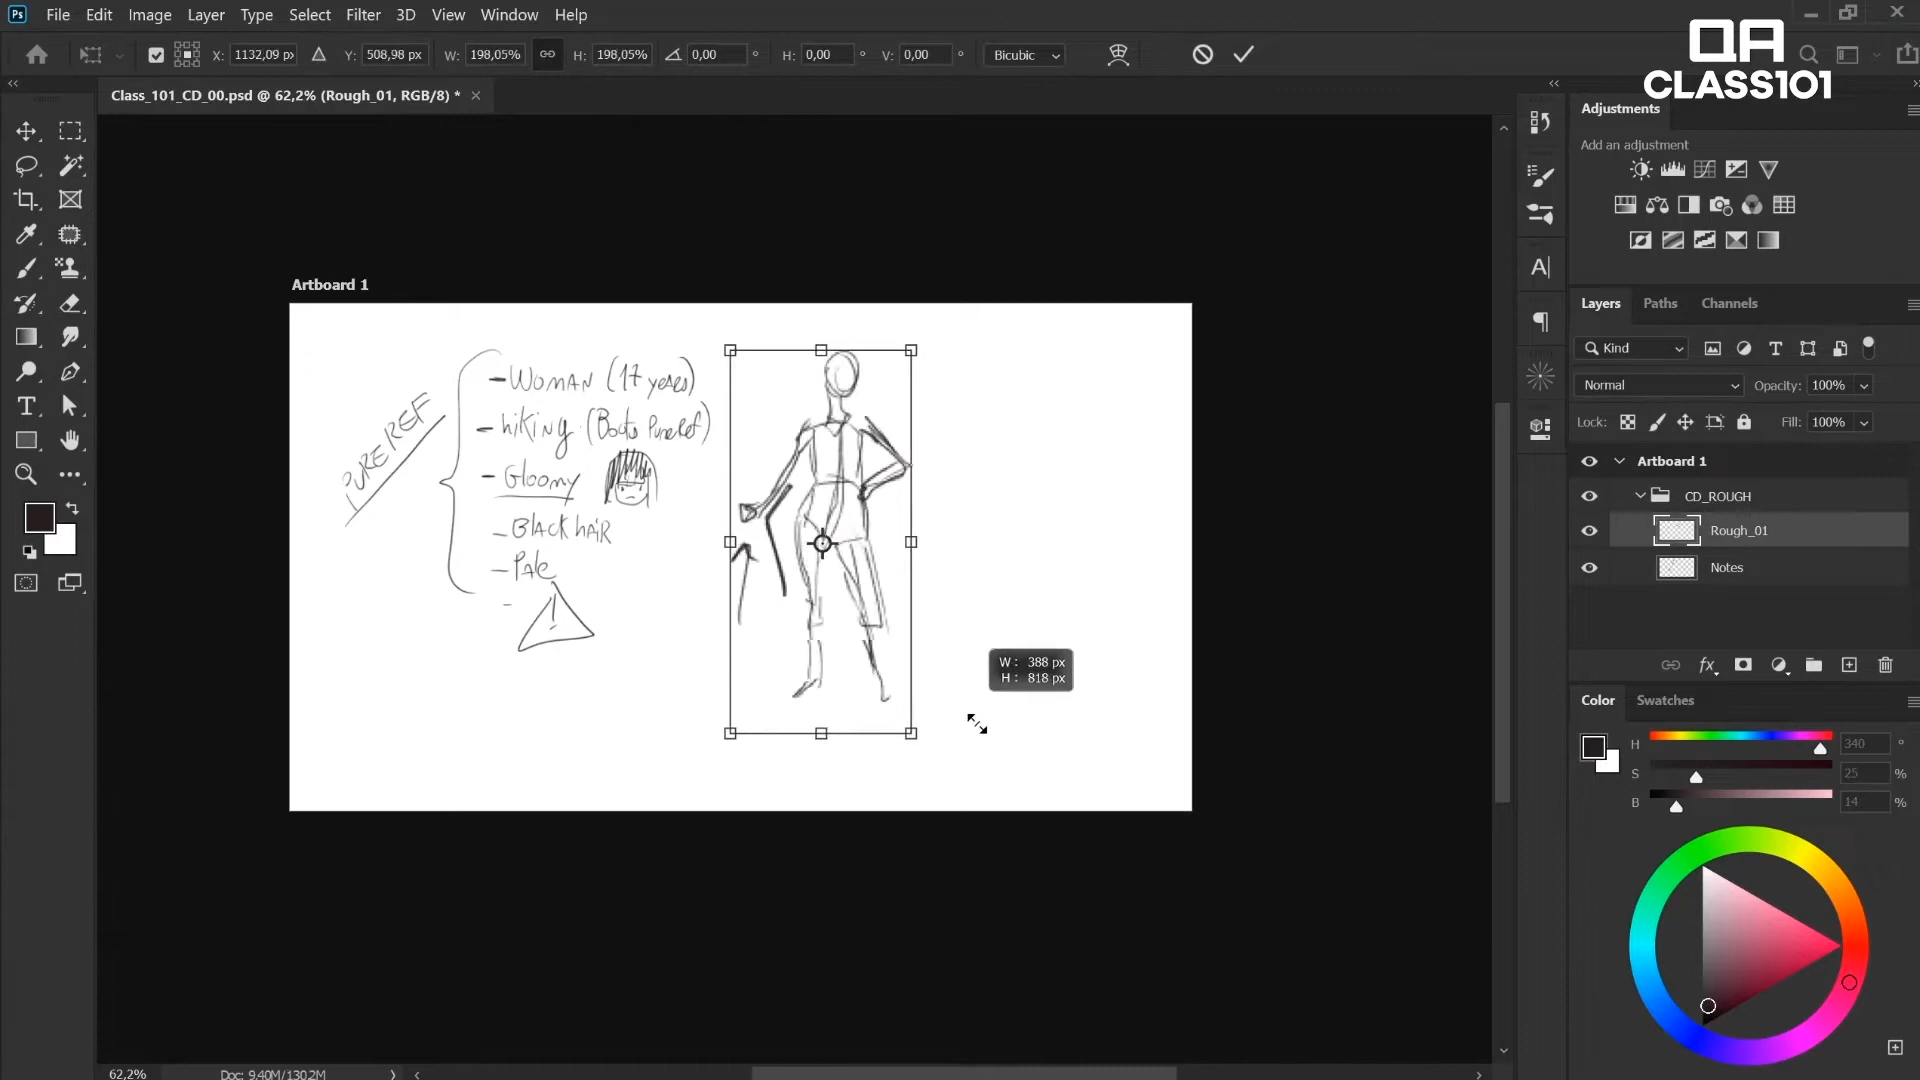 Ps File Edit Image Layer Type Select Filter 3D View Window Help
X: 1132,09 px Y: 508,98 px W: 198,05% H: 198,05% 0,00 ° H: 0,00 ° V: 0,00 ° Bicubic
CLASS101
Class_101_CD_00.psd @ 62,2% (Rough_01, RGB/8) *
Adjustments
Add an adjustment
Artboard 1
PUREREF
- WOMAN (17 years)
- hiking (Boots PureRef)
- Gloomy
- Black hair
- Pale
-
!
W: 388 px
H: 818 px
Layers Paths Channels
Kind
Normal Opacity: 100%
Lock: Fill: 100%
Artboard 1
CD_ROUGH
Rough_01
Notes
fx
Color Swatches
H 340 °
S 25 %
B 14 %
62,2% Doc: 9.40M/130.2M